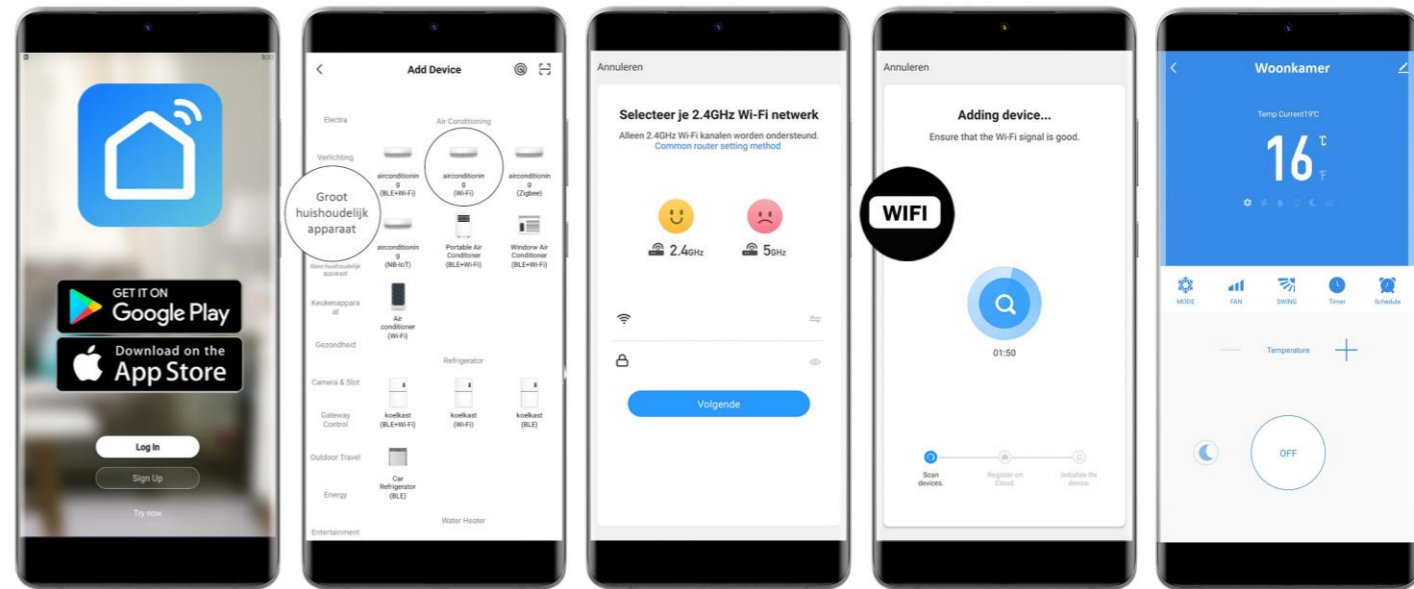 GET IT ON
Google Play
Download on the
App Store
Log In
Sign Up
Try now
Add Device
Electra
Air Conditioning
Verlichting
airconditionin
g
(BLE+Wi-Fi)
airconditionin
g
(Wi-Fi)
airconditionin
g
(Zigbee)
Groot
huishoudelijk
apparaat
airconditionin
g
(NB-IoT)
Portable Air
Conditioner
(BLE+Wi-Fi)
Window Air
Conditioner
(BLE+Wi-Fi)
Klein huishoudelijk
apparaat
Keukenappara
at
Air
conditioner
(Wi-Fi)
Gezondheid
Refrigerator
Camera & Slot
koelkast
(BLE+Wi-Fi)
koelkast
(Wi-Fi)
koelkast
(BLE)
Gateway
Control
Outdoor Travel
Car
Refrigerator
(BLE)
Energy
Water Heater
Entertainment
Annuleren
Selecteer je 2.4GHz Wi-Fi netwerk
Alleen 2.4GHz Wi-Fi kanalen worden ondersteund.
Common router setting method
2.4GHz
5GHz
Volgende
Annuleren
Adding device...
Ensure that the Wi-Fi signal is good.
WIFI
01:50
Scan
devices.
Register on
Cloud.
Initialize the
device.
Woonkamer
Temp Current19℃
16
℃
℉
MODE
FAN
SWING
Timer
Schedule
Temperature
OFF